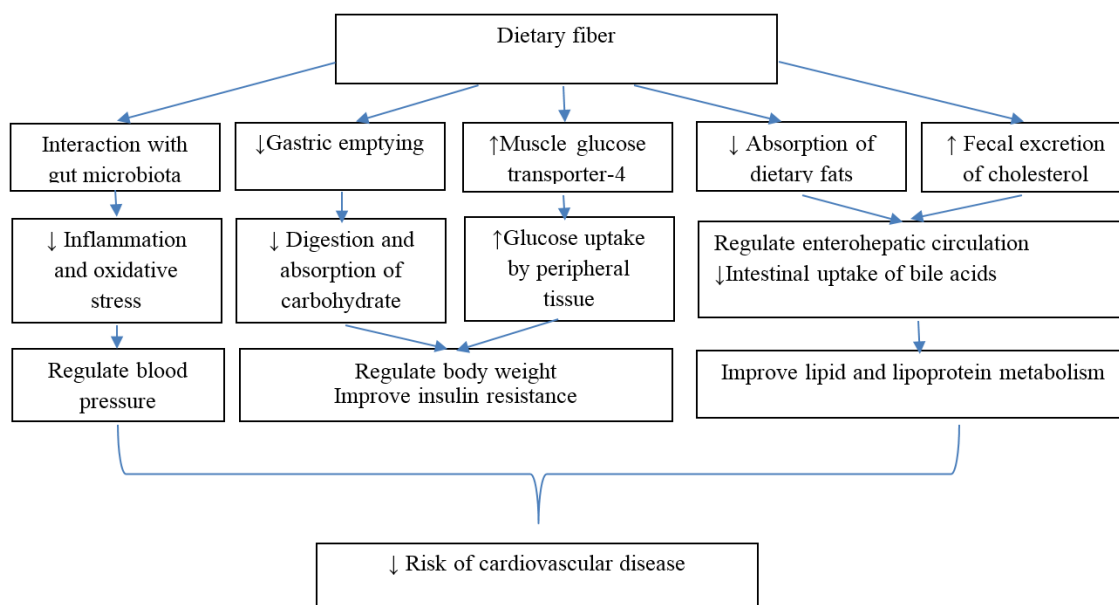 Dietary fiber
Interaction with
gut microbiota
↓Gastric emptying
↑Muscle glucose
transporter-4
↓ Absorption of
dietary fats
↑ Fecal excretion
of cholesterol
↓ Inflammation
and oxidative
stress
↓ Digestion and
absorption of
carbohydrate
↑Glucose uptake
by peripheral
tissue
Regulate enterohepatic circulation
↓Intestinal uptake of bile acids
Regulate blood
pressure
Regulate body weight
Improve insulin resistance
Improve lipid and lipoprotein metabolism
↓ Risk of cardiovascular disease